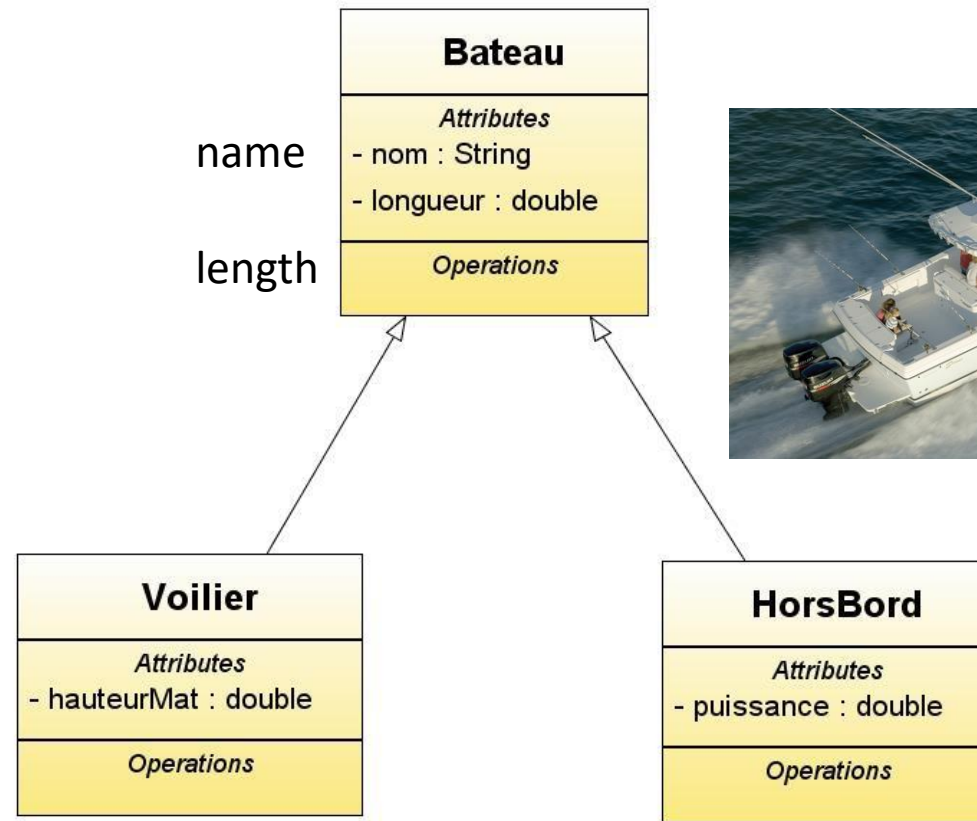 Bateau
Attributes
name
- nom : String
- longueur : double
length
Operations
Voilier
Attributes
- hauteurMat : double
Operations
HorsBord
Attributes
- puissance : double
Operations